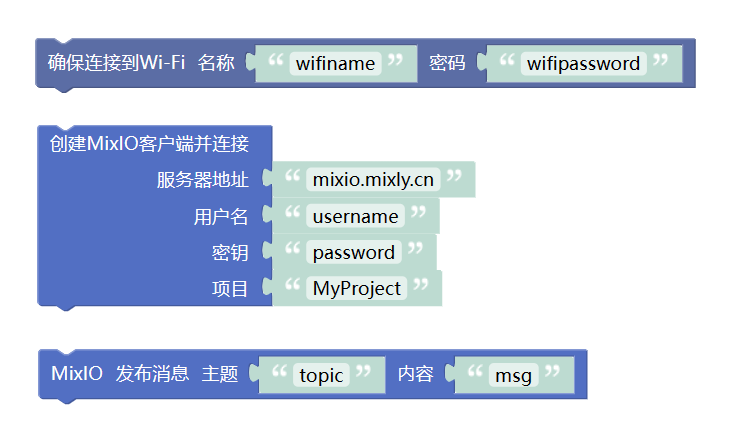 确保连接到Wi-Fi 名称 “ wifiname ” 密码 “ wifipassword ”
创建MixIO客户端并连接
服务器地址 “ mixio.mixly.cn ”
用户名 “ username ”
密钥 “ password ”
项目 “ MyProject ”
MixIO 发布消息 主题 “ topic ” 内容 “ msg ”